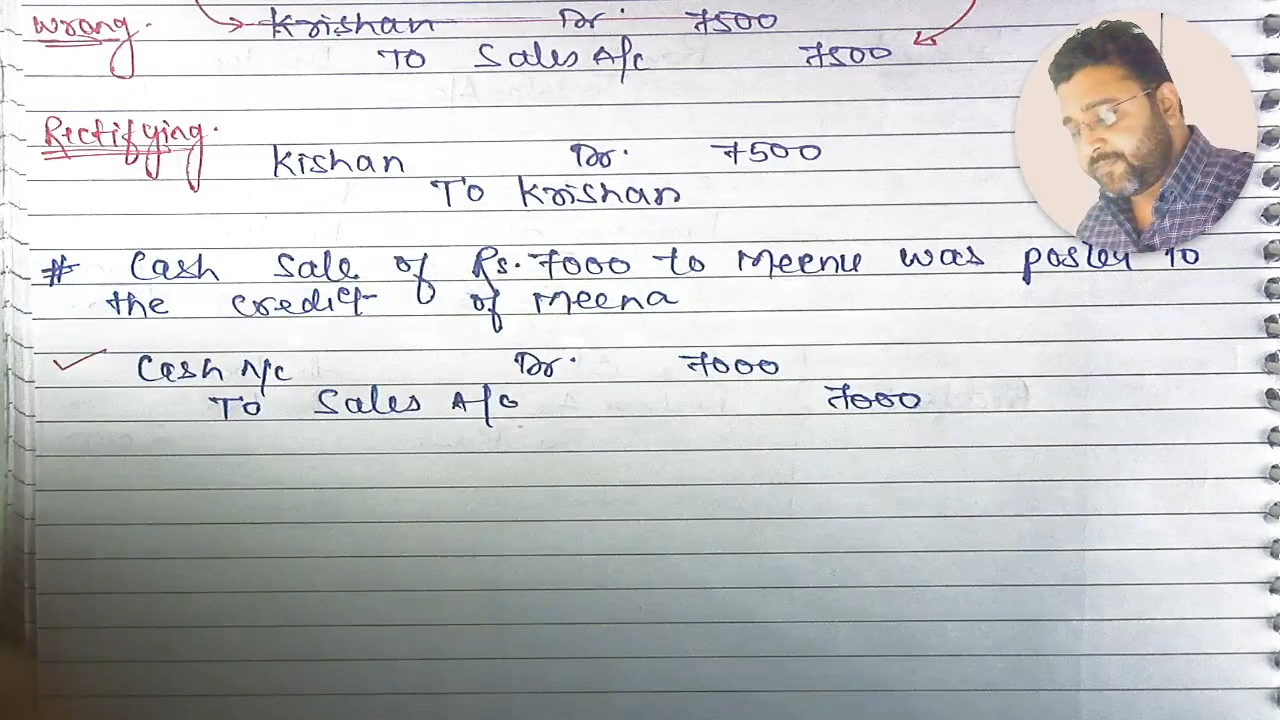 Wrong. Krishan Dr. 7500
To Sales A/c 7500
Rectifying.
Kishan Dr. 7500
To Krishan
# Cash sale of Rs. 7000 to Meenu was posted to
the credit of Meena
Cash A/c Dr. 7000
To Sales A/c 7000